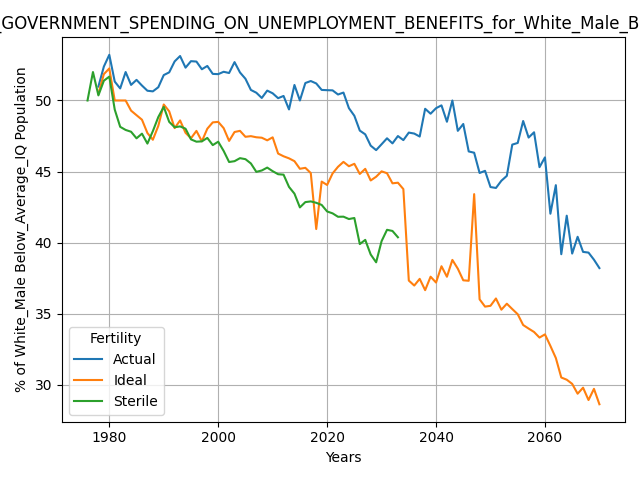 _GOVERNMENT_SPENDING_ON_UNEMPLOYMENT_BENEFITS_for_White_Male_B
% of White_Male Below_Average_IQ Population
50
45
40
35
30
Fertility
Actual
Ideal
Sterile
1980
2000
2020
2040
2060
Years